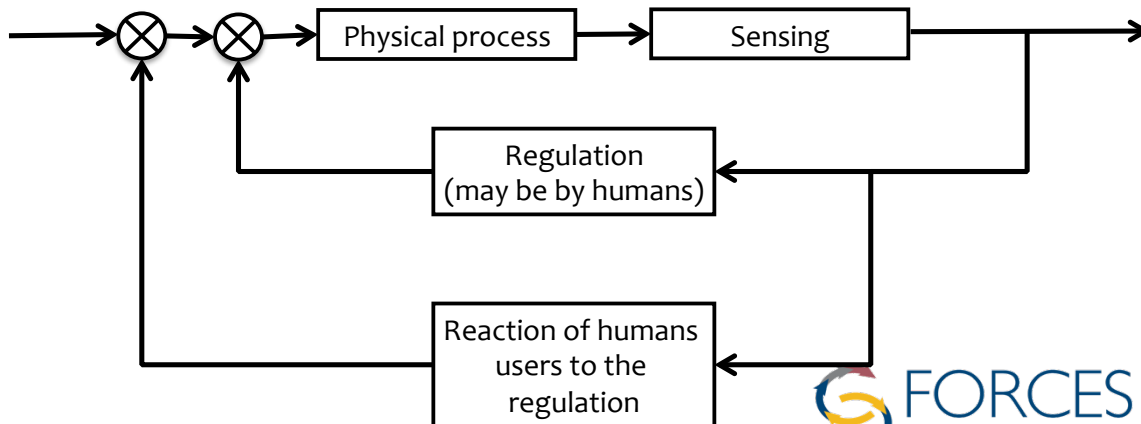 Physical process
Sensing
Regulation
(may be by humans)
Reaction of humans
users to the
regulation
FORCES